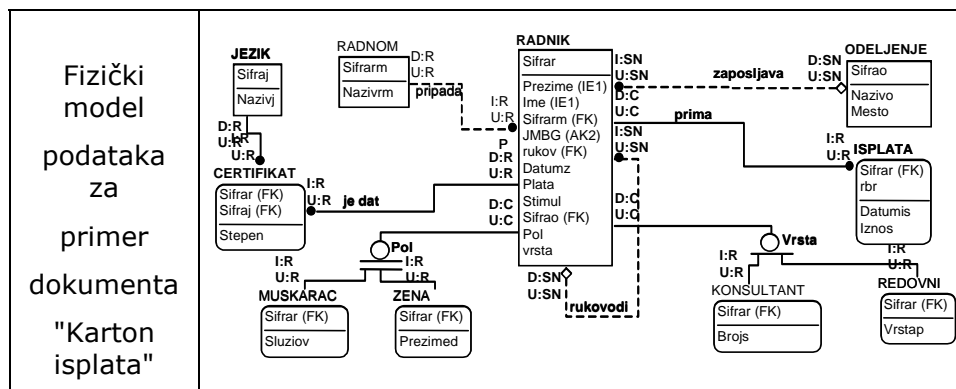 Fizički
model
podataka
za
primer
dokumenta
"Karton
isplata"
JEZIK
Sifraj
Nazivj
D:R
U:R
I:R
U:R
CERTIFIKAT
Sifraj (FK)
Sifrar (FK)
Stepen
I:R
U:R
je dat
RADNOM
Sifrarm
Nazivrm
D:R
U:R
pripada
I:R
U:R
P
D:R
U:R
D:C
U:C
RADNIK
Sifrar
Prezime (IE1)
Ime (IE1)
Sifrarm (FK)
JMBG (AK2)
rukov (FK)
Datumz
Plata
Stimul
Sifrao (FK)
Pol
vrsta
I:SN
U:SN
D:C
U:C
I:SN
U:SN
D:C
U:C
zaposljava
prima
D:SN
U:SN
ODELJENJE
Sifrao
Nazivo
Mesto
I:R
U:R
ISPLATA
Sifrar (FK)
rbr
Datumis
Iznos
Pol
I:R
U:R
I:R
U:R
MUSKARAC
Sifrar (FK)
Sluziov
ZENA
Sifrar (FK)
Prezimed
D:SN
U:SN
rukovodi
Vrsta
I:R
U:R
I:R
U:R
KONSULTANT
Sifrar (FK)
Brojs
REDOVNI
Sifrar (FK)
Vrstap